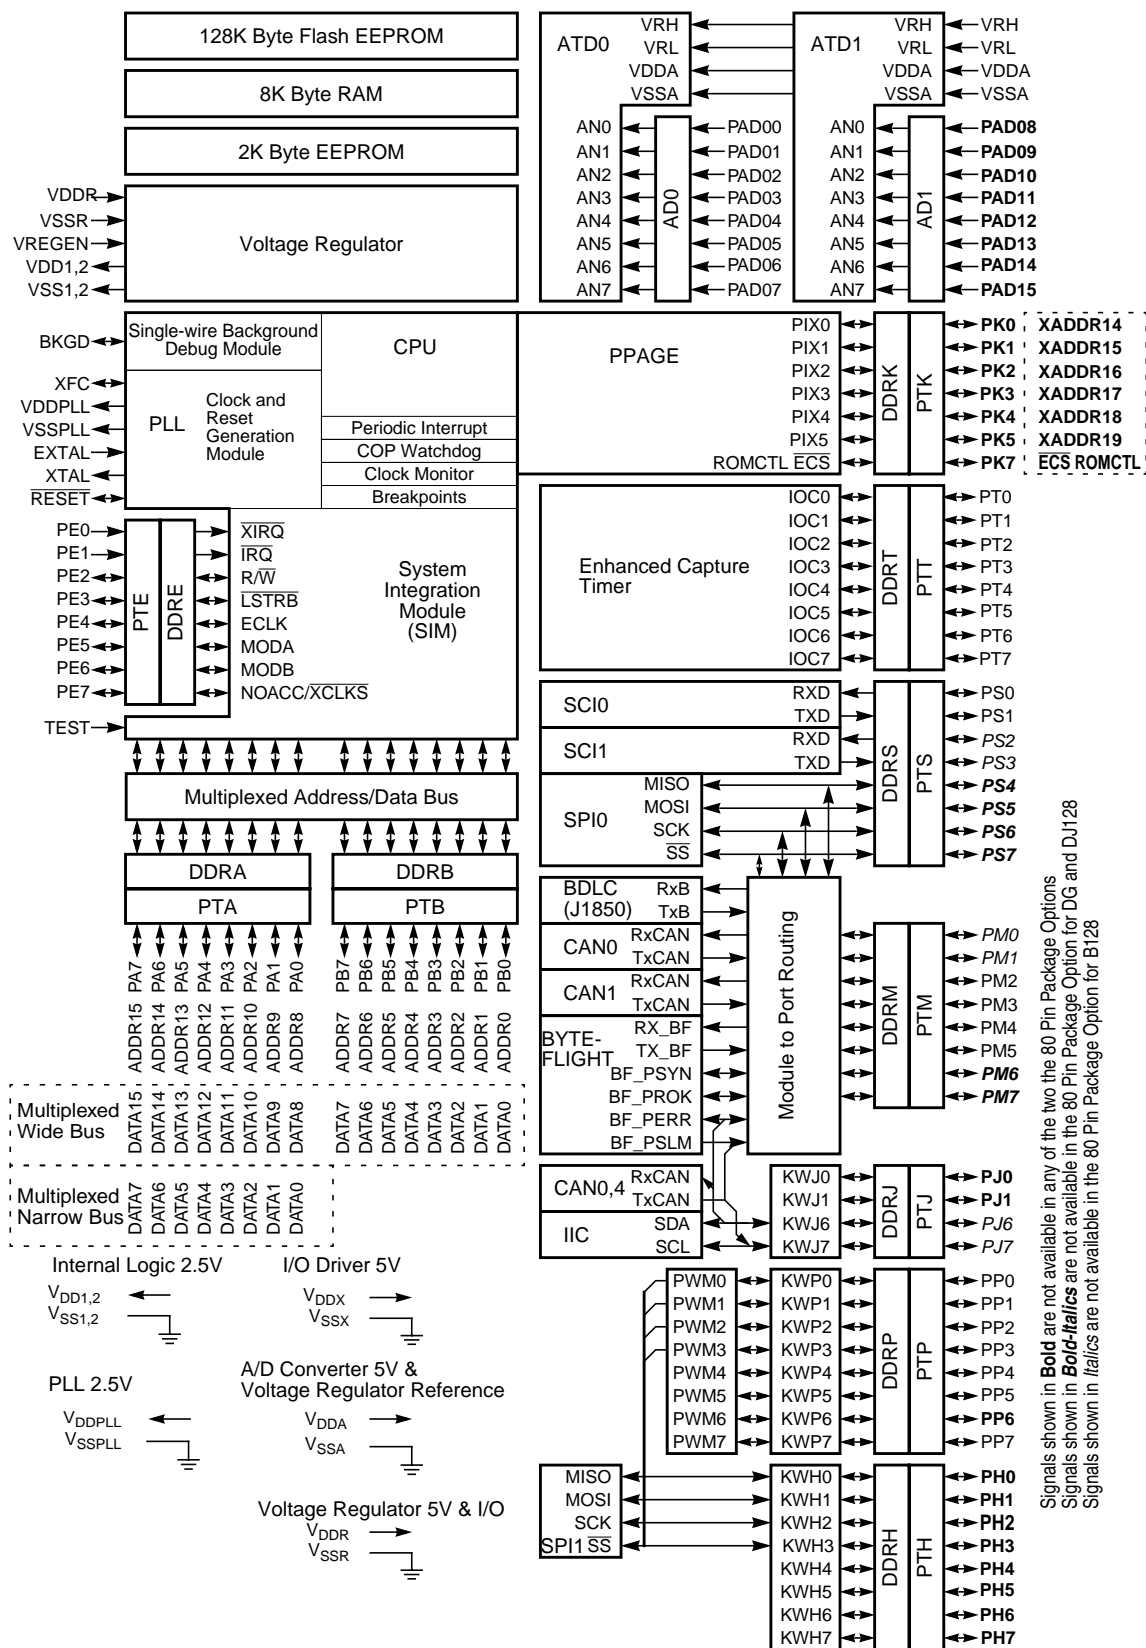 128K Byte Flash EEPROM
8K Byte RAM
2K Byte EEPROM
VDDR
VSSR
VREGEN
VDD1,2
VSS1,2
Voltage Regulator
ATD0
VRH
VRL
VDDA
VSSA
AN0
AN1
AN2
AN3
AN4
AN5
AN6
AN7
AD0
PAD00
PAD01
PAD02
PAD03
PAD04
PAD05
PAD06
PAD07
ATD1
VRH
VRL
VDDA
VSSA
VRH
VRL
VDDA
VSSA
AN0
AN1
AN2
AN3
AN4
AN5
AN6
AN7
AD1
PAD08
PAD09
PAD10
PAD11
PAD12
PAD13
PAD14
PAD15
BKGD
XFC
VDDPLL
VSSPLL
EXTAL
XTAL
RESET
Single-wire Background
Debug Module
CPU
PLL
Clock and
Reset
Generation
Module
Periodic Interrupt
COP Watchdog
Clock Monitor
Breakpoints
PPAGE
PIX0
PIX1
PIX2
PIX3
PIX4
PIX5
ROMCTL ECS
DDRK
PTK
PK0 XADDR14
PK1 XADDR15
PK2 XADDR16
PK3 XADDR17
PK4 XADDR18
PK5 XADDR19
PK7 ECS ROMCTL
PE0
PE1
PE2
PE3
PE4
PE5
PE6
PE7
TEST
PTE
DDRE
XIRQ
IRQ
R/W
LSTRB
ECLK
MODA
MODB
NOACC/XCLKS
System
Integration
Module
(SIM)
Enhanced Capture
Timer
IOC0
IOC1
IOC2
IOC3
IOC4
IOC5
IOC6
IOC7
DDRT
PTT
PT0
PT1
PT2
PT3
PT4
PT5
PT6
PT7
SCI0
RXD
TXD
SCI1
RXD
TXD
SPI0
MISO
MOSI
SCK
SS
DDRS
PTS
PS0
PS1
PS2
PS3
PS4
PS5
PS6
PS7
Multiplexed Address/Data Bus
DDRA
PTA
DDRB
PTB
PA7
PA6
PA5
PA4
PA3
PA2
PA1
PA0
PB7
PB6
PB5
PB4
PB3
PB2
PB1
PB0
ADDR15
ADDR14
ADDR13
ADDR12
ADDR11
ADDR10
ADDR9
ADDR8
ADDR7
ADDR6
ADDR5
ADDR4
ADDR3
ADDR2
ADDR1
ADDR0
Multiplexed
Wide Bus
DATA15
DATA14
DATA13
DATA12
DATA11
DATA10
DATA9
DATA8
DATA7
DATA6
DATA5
DATA4
DATA3
DATA2
DATA1
DATA0
Multiplexed
Narrow Bus
DATA7
DATA6
DATA5
DATA4
DATA3
DATA2
DATA1
DATA0
BDLC
(J1850)
RxB
TxB
CAN0
RxCAN
TxCAN
CAN1
RxCAN
TxCAN
BYTE-
FLIGHT
RX_BF
TX_BF
BF_PSYN
BF_PROK
BF_PERR
BF_PSLM
Module to Port Routing
DDRM
PTM
PM0
PM1
PM2
PM3
PM4
PM5
PM6
PM7
CAN0,4
RxCAN
TxCAN
IIC
SDA
SCL
KWJ0
KWJ1
KWJ6
KWJ7
DDRJ
PTJ
PJ0
PJ1
PJ6
PJ7
Internal Logic 2.5V
VDD1,2
VSS1,2
I/O Driver 5V
VDDX
VSSX
PLL 2.5V
VDDPLL
VSSPLL
A/D Converter 5V &
Voltage Regulator Reference
VDDA
VSSA
Voltage Regulator 5V & I/O
VDDR
VSSR
PWM0
PWM1
PWM2
PWM3
PWM4
PWM5
PWM6
PWM7
KWP0
KWP1
KWP2
KWP3
KWP4
KWP5
KWP6
KWP7
DDRP
PTP
PP0
PP1
PP2
PP3
PP4
PP5
PP6
PP7
MISO
MOSI
SCK
SPI1 SS
KWH0
KWH1
KWH2
KWH3
KWH4
KWH5
KWH6
KWH7
DDRH
PTH
PH0
PH1
PH2
PH3
PH4
PH5
PH6
PH7
Signals shown in Bold are not available in any of the two the 80 Pin Package Options
Signals shown in Bold-Italics are not available in the 80 Pin Package Option for DG and DJ128
Signals shown in Italics are not available in the 80 Pin Package Option for B128